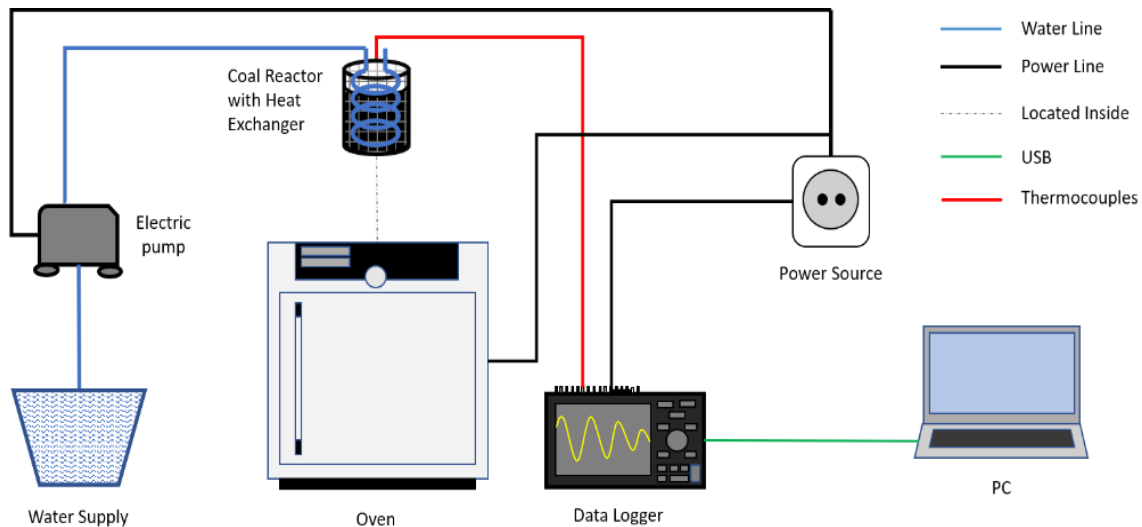 Water Line
Power Line
Located Inside
USB
Thermocouples
Coal Reactor
with Heat
Exchanger
Electric
pump
Power Source
Water Supply
Oven
Data Logger
PC